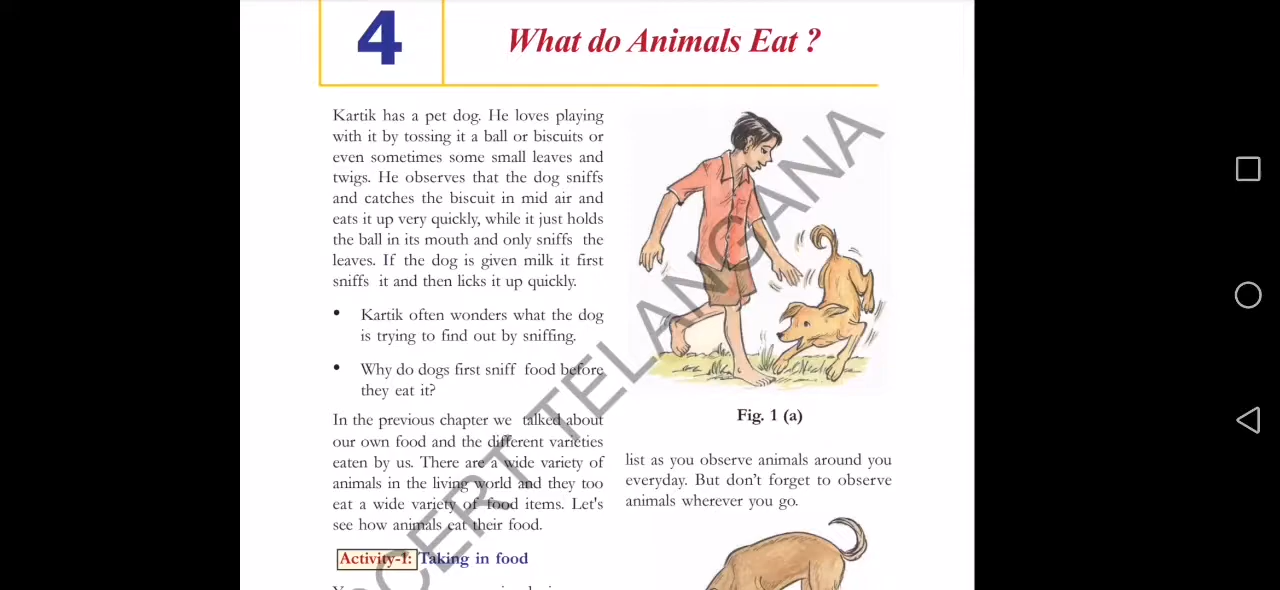 4
What do Animals Eat ?
Kartik has a pet dog. He loves playing
with it by tossing it a ball or biscuits or
even sometimes some small leaves and
twigs. He observes that the dog sniffs
and catches the biscuit in mid air and
eats it up very quickly, while it just holds
the ball in its mouth and only sniffs the
leaves. If the dog is given milk it first
sniffs it and then licks it up quickly.
• Kartik often wonders what the dog
is trying to find out by sniffing.
• Why do dogs first sniff food before
they eat it?
In the previous chapter we talked about
our own food and the different varieties
eaten by us. There are a wide variety of
animals in the living world and they too
eat a wide variety of food items. Let's
see how animals eat their food.
Activity-1: Taking in food
Fig. 1 (a)
list as you observe animals around you
everyday. But don't forget to observe
animals wherever you go.
SCERT TELANGANA